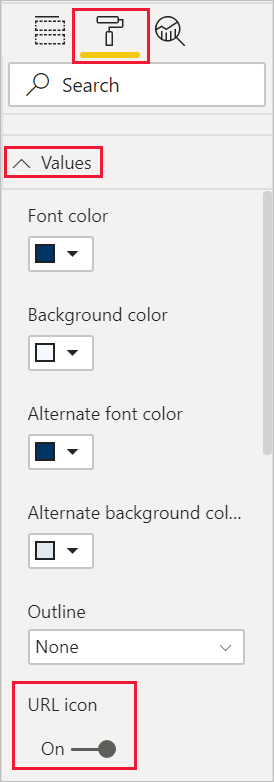 Search
Values
Font color
Background color
Alternate font color
Alternate background col...
Outline
None
URL icon
On